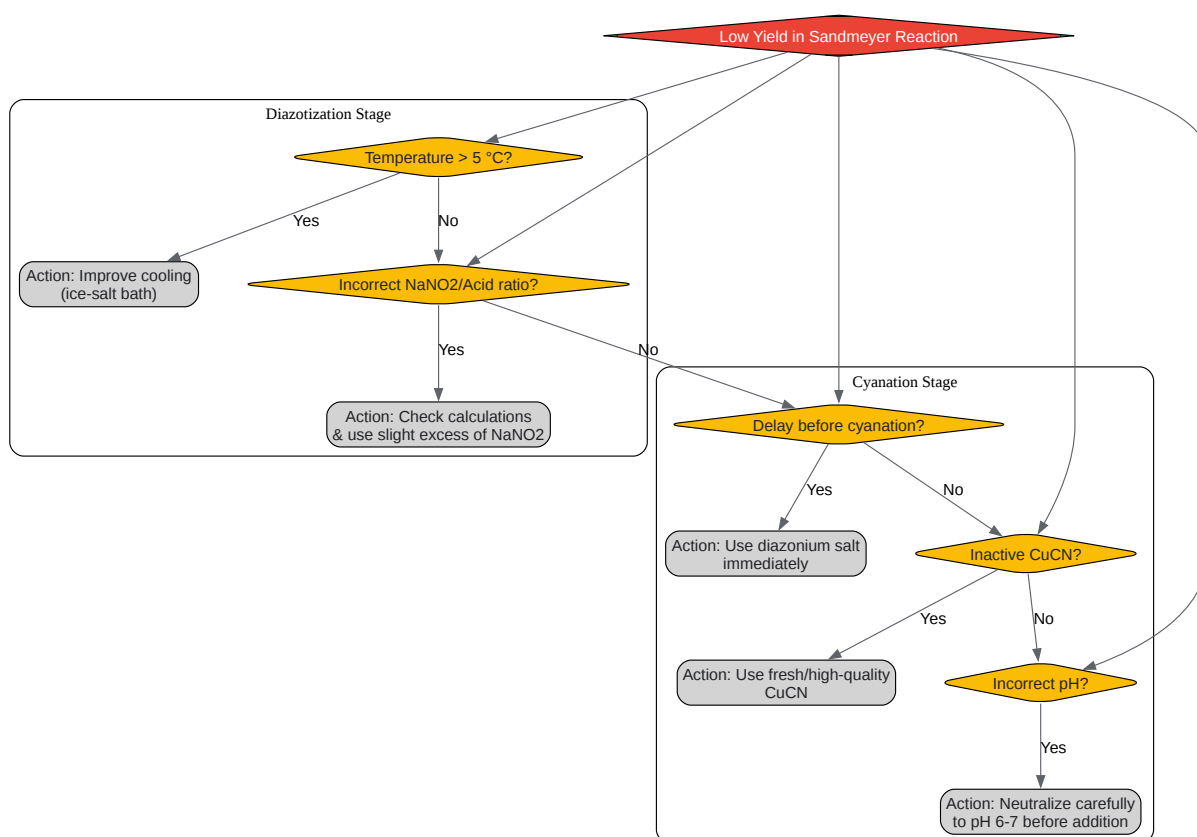 Low Yield in Sandmeyer Reaction
Diazotization Stage
Temperature > 5 °C?
Yes
No
Action: Improve cooling
(ice-salt bath)
Incorrect NaNO2/Acid ratio?
Yes
No
Action: Check calculations
& use slight excess of NaNO2
Cyanation Stage
Delay before cyanation?
Yes
No
Action: Use diazonium salt
immediately
Inactive CuCN?
Yes
No
Action: Use fresh/high-quality
CuCN
Incorrect pH?
Yes
Action: Neutralize carefully
to pH 6-7 before addition